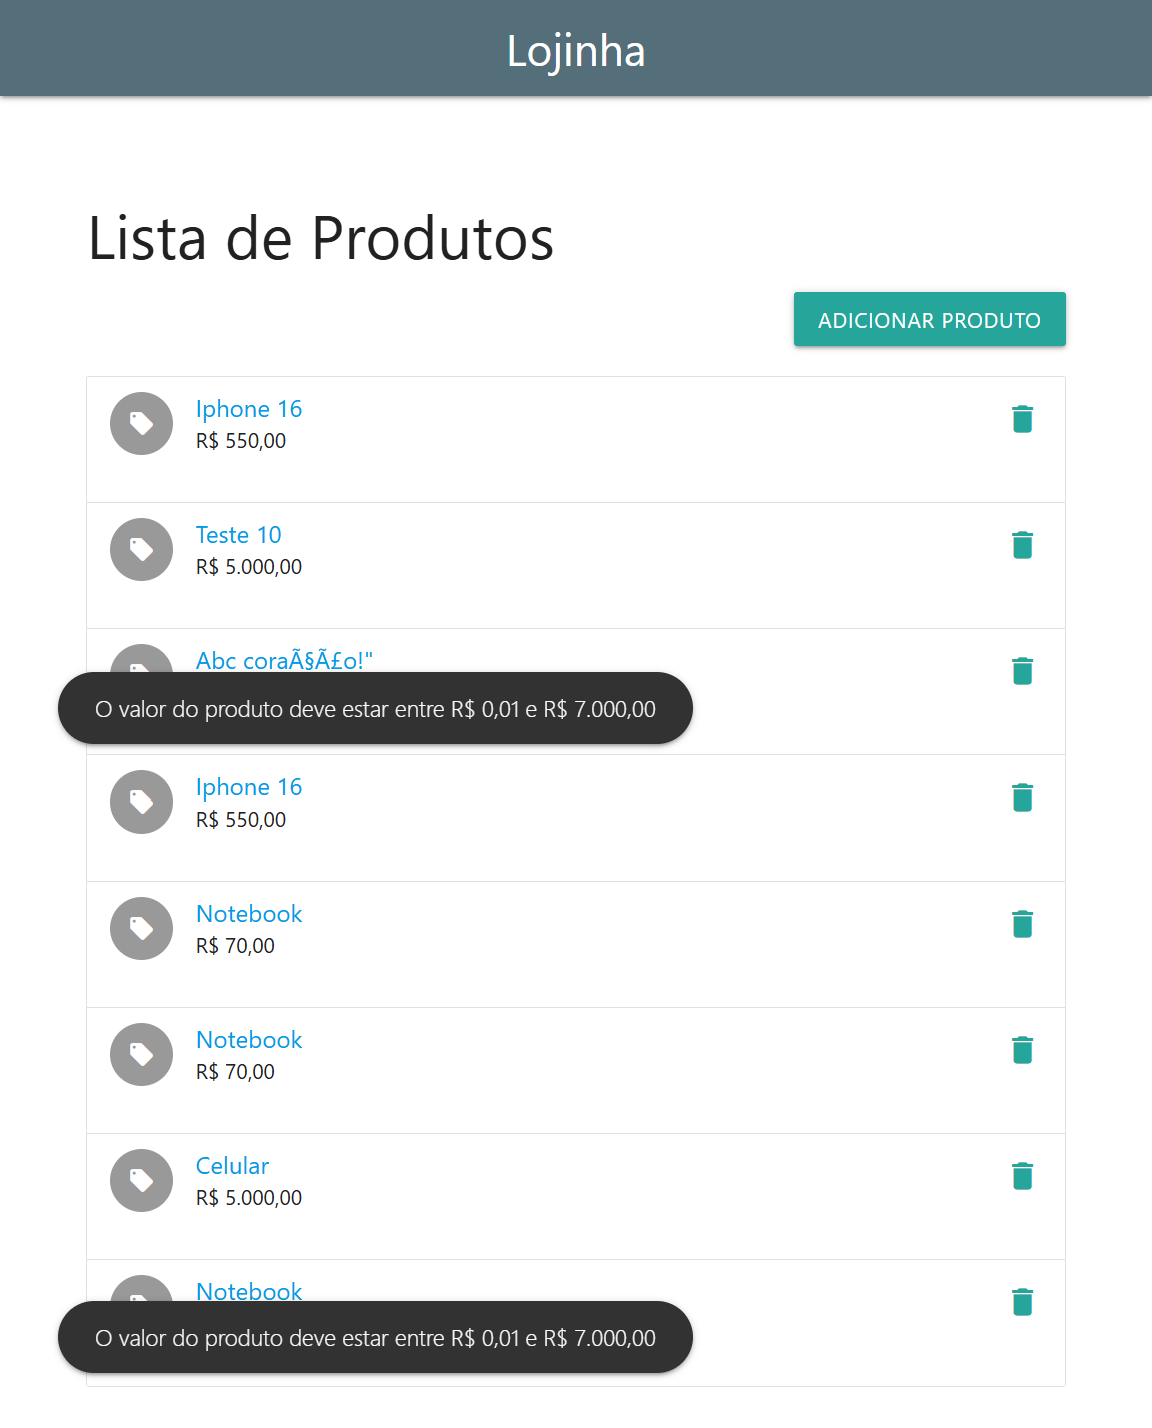 Lojinha
Lista de Produtos
ADICIONAR PRODUTO
Iphone 16
R$ 550,00
Teste 10
R$ 5.000,00
Abc coraÃ§Ã£o!"
O valor do produto deve estar entre R$ 0,01 e R$ 7.000,00
Iphone 16
R$ 550,00
Notebook
R$ 70,00
Notebook
R$ 70,00
Celular
R$ 5.000,00
Notebook
O valor do produto deve estar entre R$ 0,01 e R$ 7.000,00